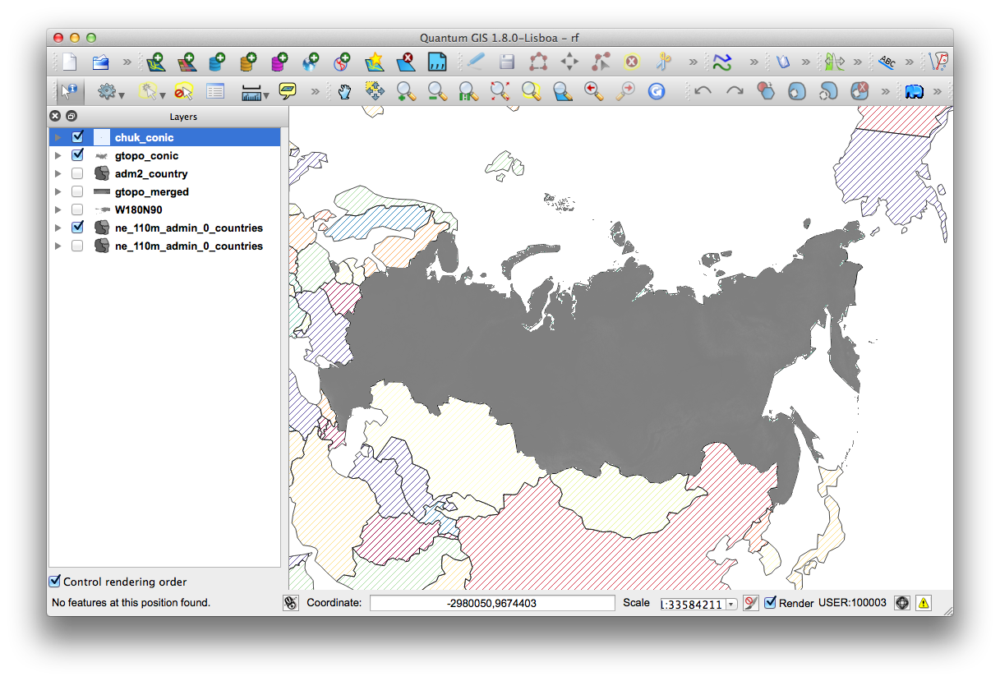 Quantum GIS 1.8.0-Lisboa – rf
ABC
Layers
chuk_conic
gtopo_conic
adm2_country
gtopo_merged
W180N90
ne_110m_admin_0_countries
ne_110m_admin_0_countries
Control rendering order
No features at this position found.
Coordinate:
-2980050,9674403
Scale
1:33584211
Render
USER:100003